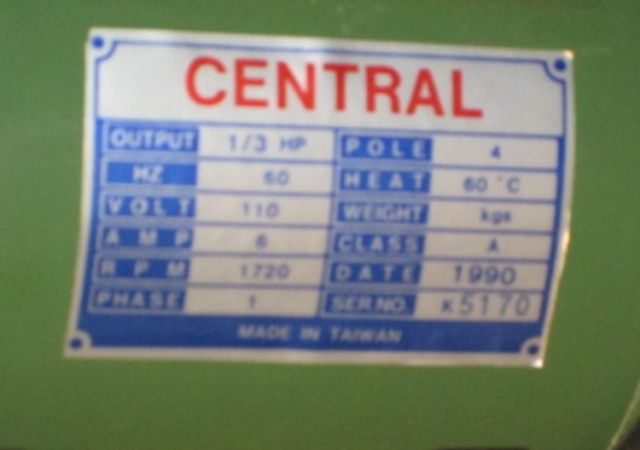 CENTRAL
OUTPUT 1/3 HP POLE 4
HZ 60 HEAT 60°C
VOLT 110 WEIGHT kgs
AMP 6 CLASS A
RPM 1720 DATE 1990
PHASE 1 SER.NO. K5170
MADE IN TAIWAN